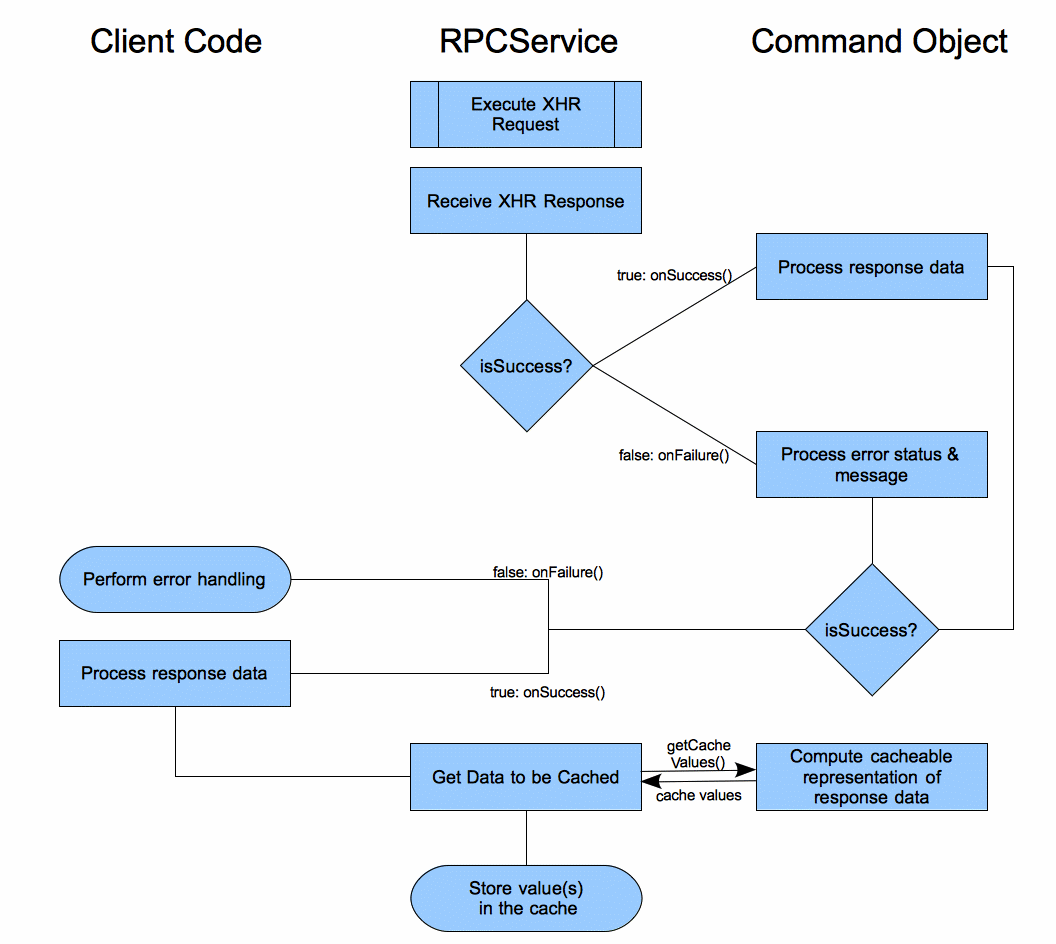 Client Code
RPCService
Command Object
Execute XHR
Request
Receive XHR Response
Process response data
true: onSuccess()
isSuccess?
false: onFailure()
Process error status &
message
Perform error handling
false: onFailure()
isSuccess?
Process response data
true: onSuccess()
Get Data to be Cached
getCache
Values()
cache values
Compute cacheable
representation of
response data
Store value(s)
in the cache